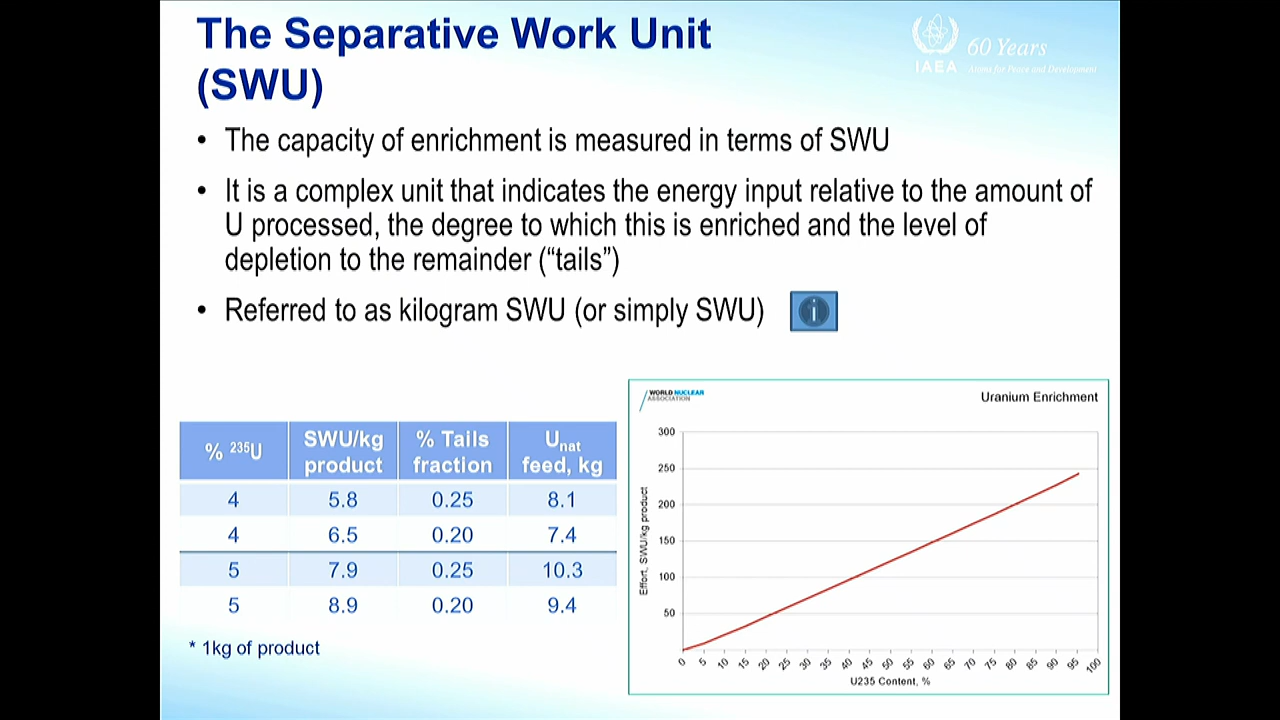 The Separative Work Unit
(SWU)
IAEA
60 Years
Atoms for Peace and Development
• The capacity of enrichment is measured in terms of SWU
• It is a complex unit that indicates the energy input relative to the amount of
U processed, the degree to which this is enriched and the level of
depletion to the remainder (“tails”)
• Referred to as kilogram SWU (or simply SWU)
i
% 235U SWU/kg product % Tails fraction Unat feed, kg
4 5.8 0.25 8.1
4 6.5 0.20 7.4
5 7.9 0.25 10.3
5 8.9 0.20 9.4
* 1kg of product
WORLD NUCLEAR
ASSOCIATION
Uranium Enrichment
300
250
200
150
100
50
Effort, SWU/kg product
0 5 10 15 20 25 30 35 40 45 50 55 60 65 70 75 80 85 90 95 100
U235 Content, %